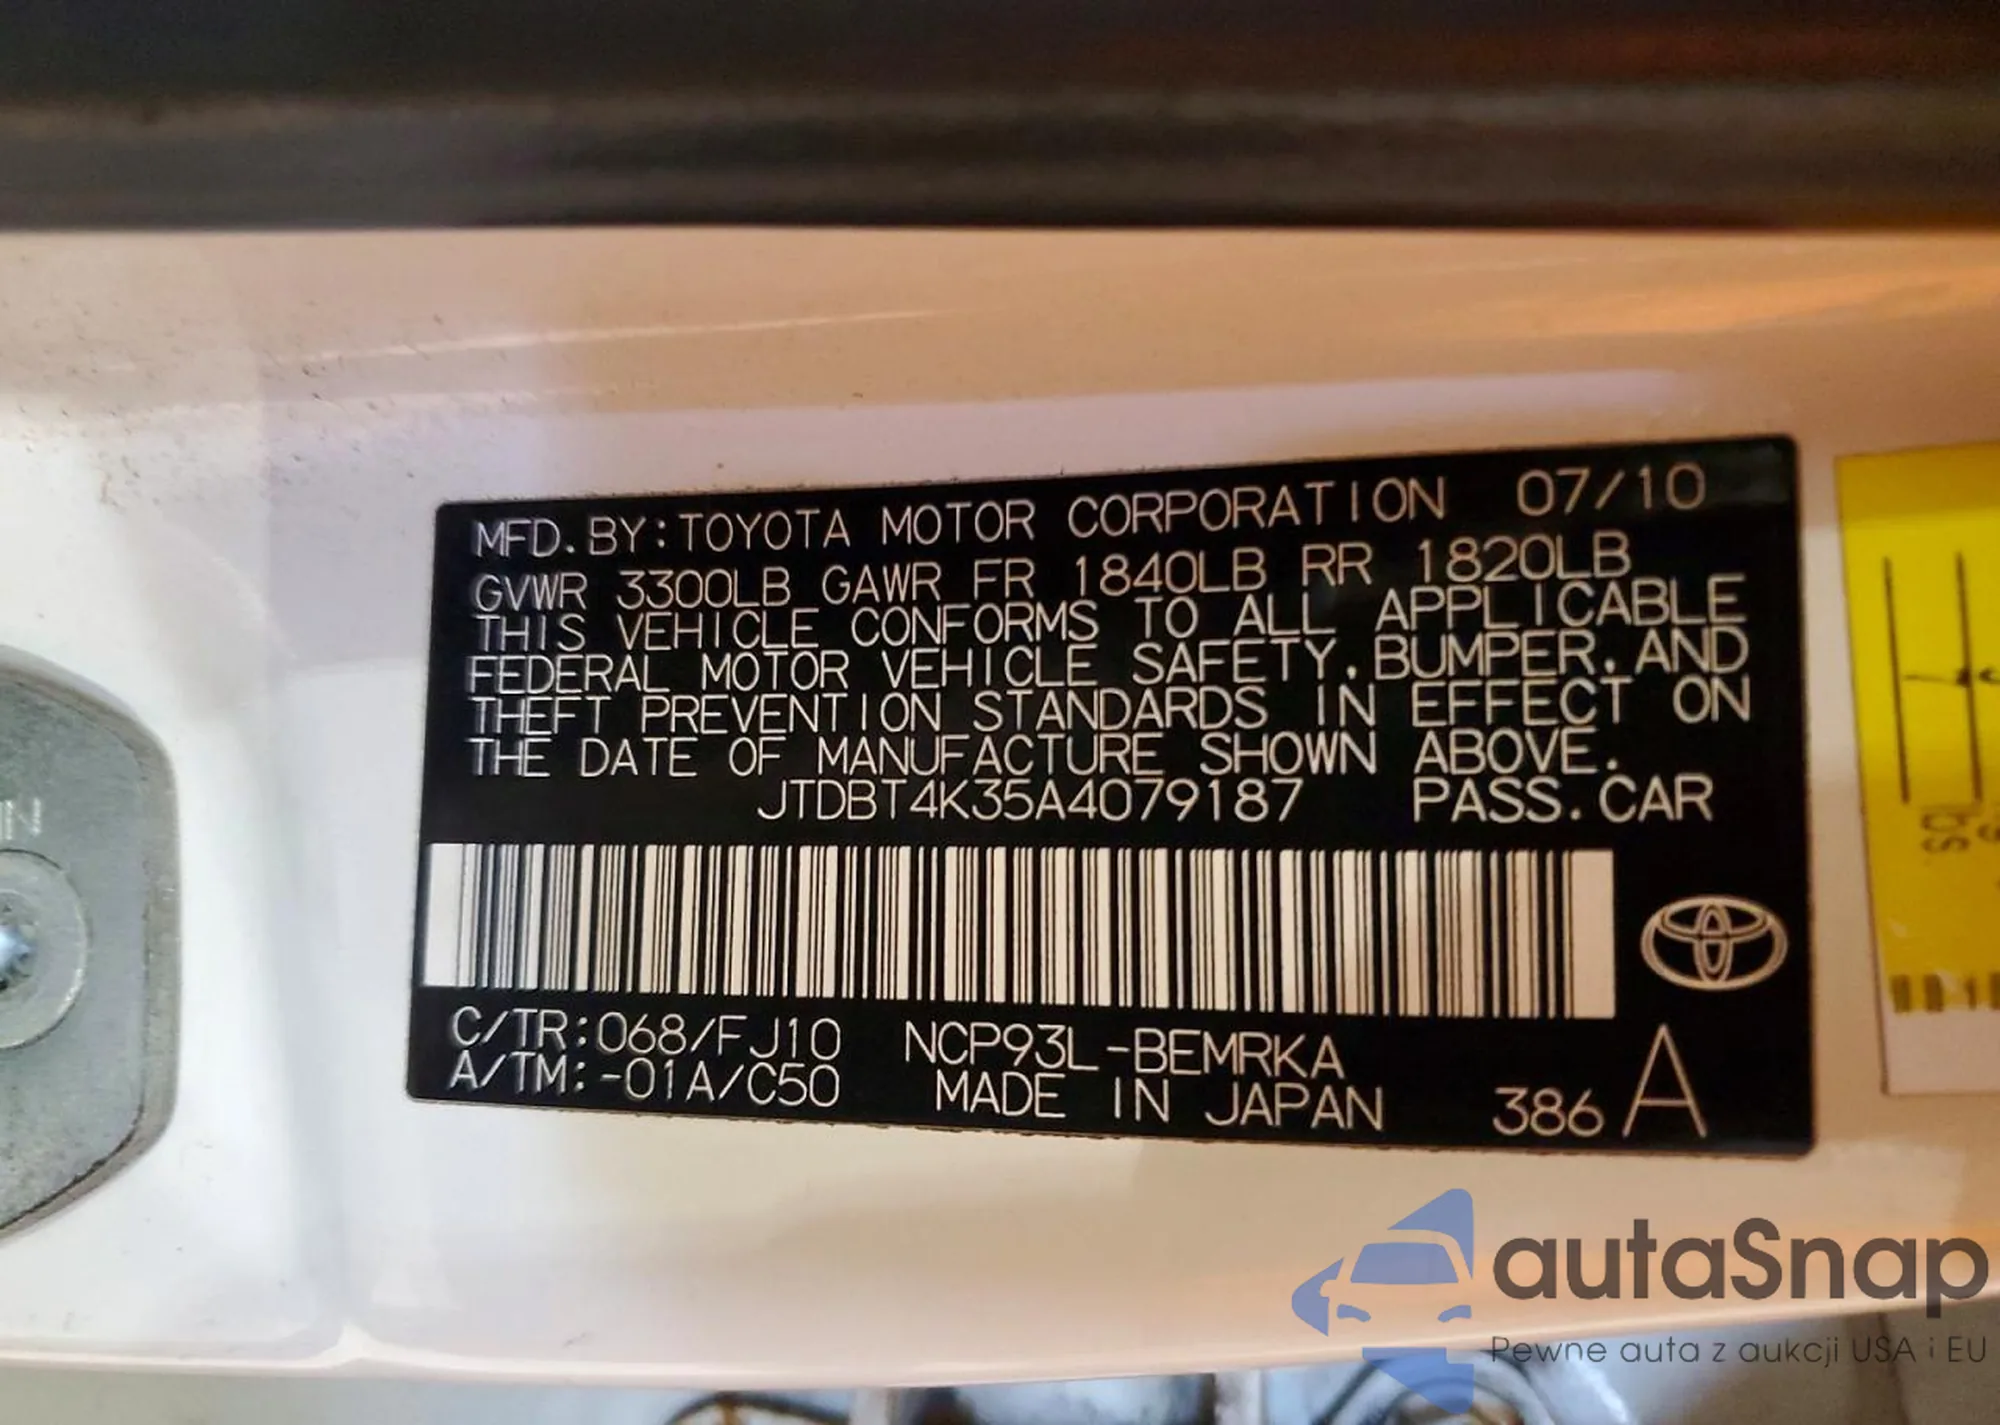 MFD. BY: TOYOTA MOTOR CORPORATION 07/10
GVWR 3300LB GAWR FR 1840LB RR 1820LB
THIS VEHICLE CONFORMS TO ALL APPLICABLE
FEDERAL MOTOR VEHICLE SAFETY, BUMPER, AND
THEFT PREVENTION STANDARDS IN EFFECT ON
THE DATE OF MANUFACTURE SHOWN ABOVE.
JTDBT4K35A4079187 PASS. CAR
C/TR: 068/FJ10 NCP93L-BEMRKA
A/TM: -01A/C50 MADE IN JAPAN 386 A
autaSnap
Pewne auta z aukcji USA i EU